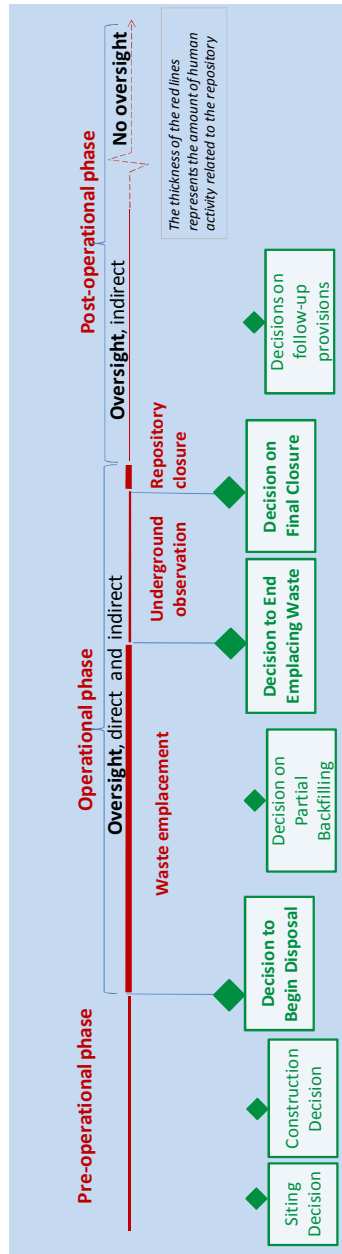 Pre-operational phase
Operational phase
Post-operational phase
Oversight, direct and indirect
Oversight, indirect
No oversight
Waste emplacement
Underground
observation
Repository
closure
The thickness of the red lines
represents the amount of human
activity related to the repository
Siting
Decision
Construction
Decision
Decision to
Begin Disposal
Decision on
Partial
Backfilling
Decision to End
Emplacing Waste
Decision on
Final Closure
Decisions on
follow-up
provisions